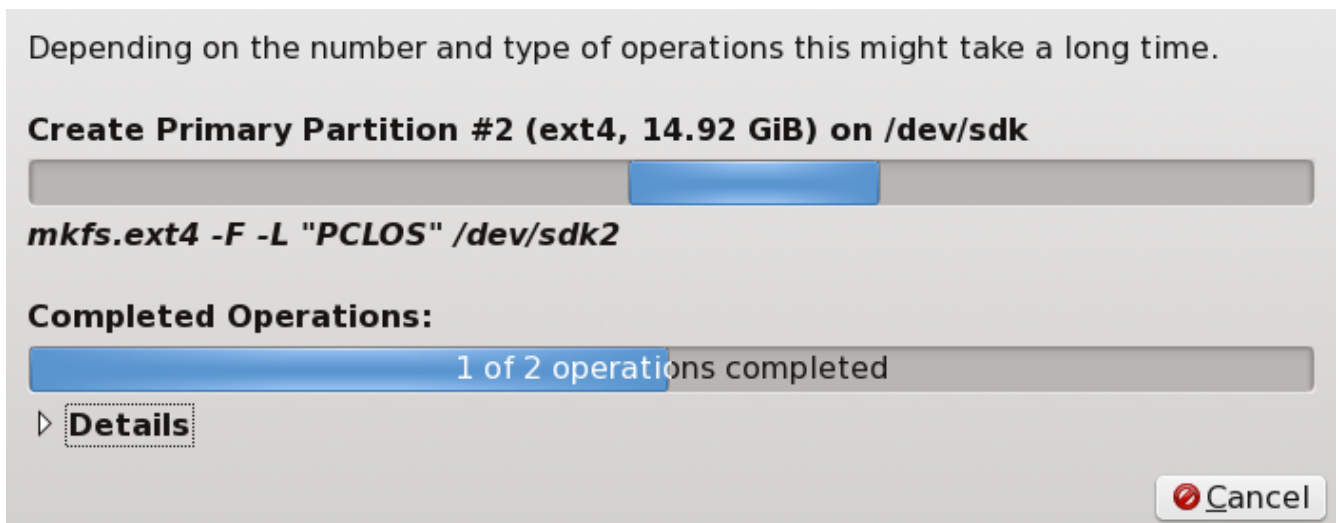 Depending on the number and type of operations this might take a long time.
Create Primary Partition #2 (ext4, 14.92 GiB) on /dev/sdk
mkfs.ext4 -F -L "PCLOS" /dev/sdk2
Completed Operations:
1 of 2 operations completed
Details
Cancel